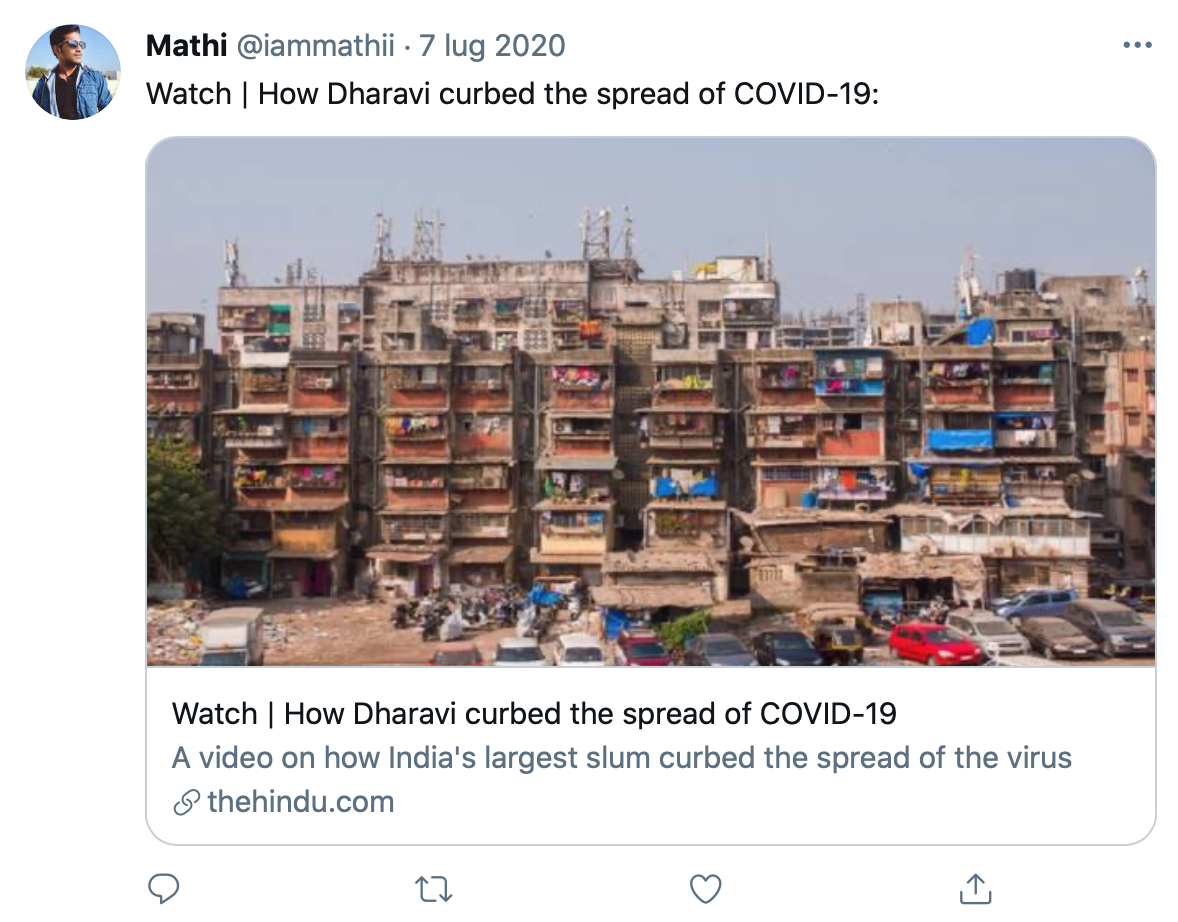 Mathi @iammathii · 7 lug 2020
Watch | How Dharavi curbed the spread of COVID-19:
Watch | How Dharavi curbed the spread of COVID-19
A video on how India's largest slum curbed the spread of the virus
thehindu.com